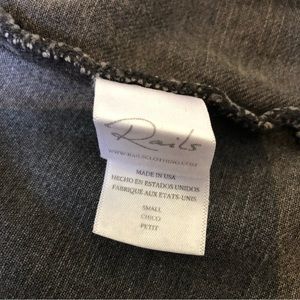 Rails
WWW.RAILSCLOTHING.COM
MADE IN USA
HECHO EN ESTADOS UNIDOS
FABRIQUE AUX ETATS-UNIS
SMALL
CHICO
PETIT